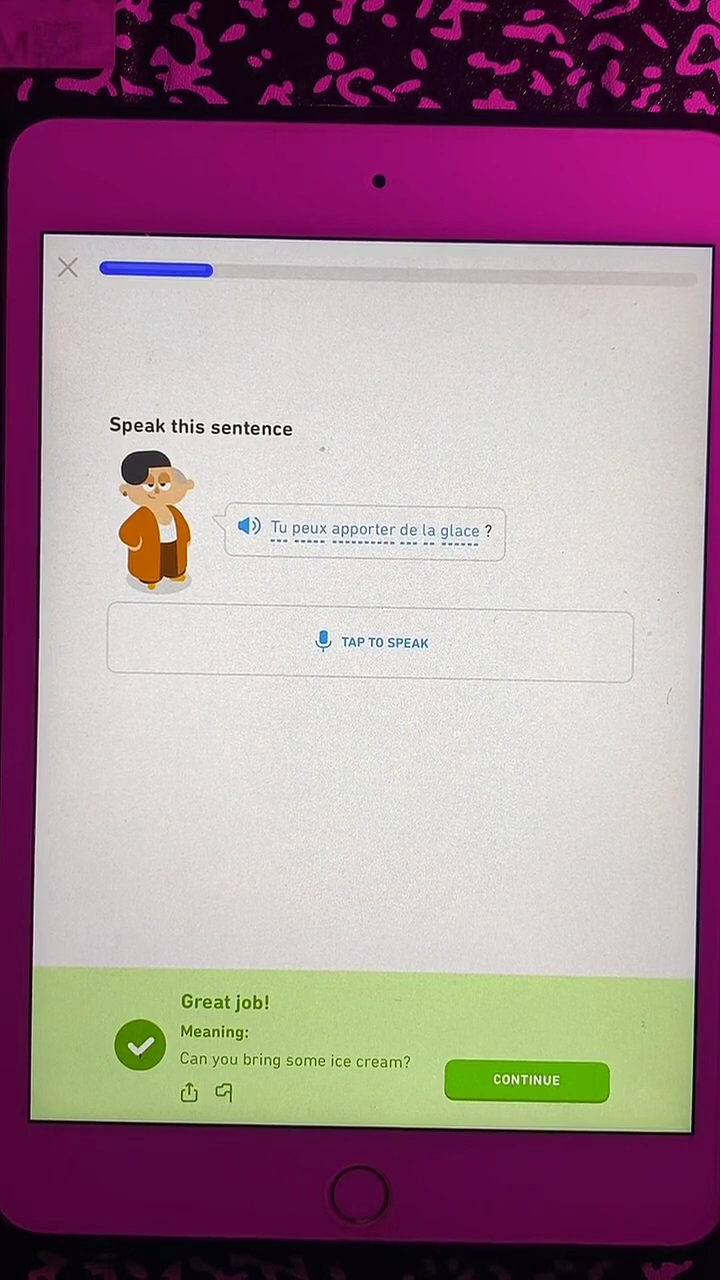 Speak this sentence
Tu peux apporter de la glace ?
TAP TO SPEAK
Great job!
Meaning:
Can you bring some ice cream?
CONTINUE